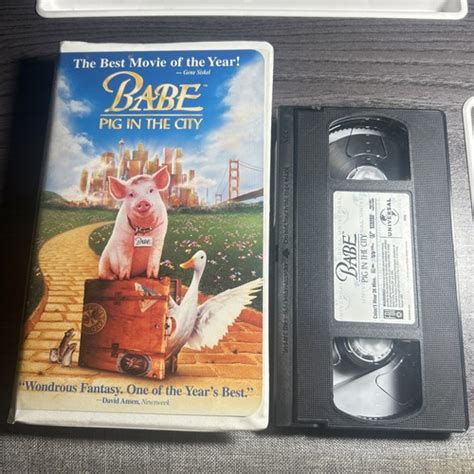 The Best Movie of the Year!
— Gene Siskel
BABE™
PIG IN THE CITY
Babe
"Wondrous Fantasy. One of the Year's Best."
—David Ansen, Newsweek
BABE
PIG IN THE CITY
UNIVERSAL